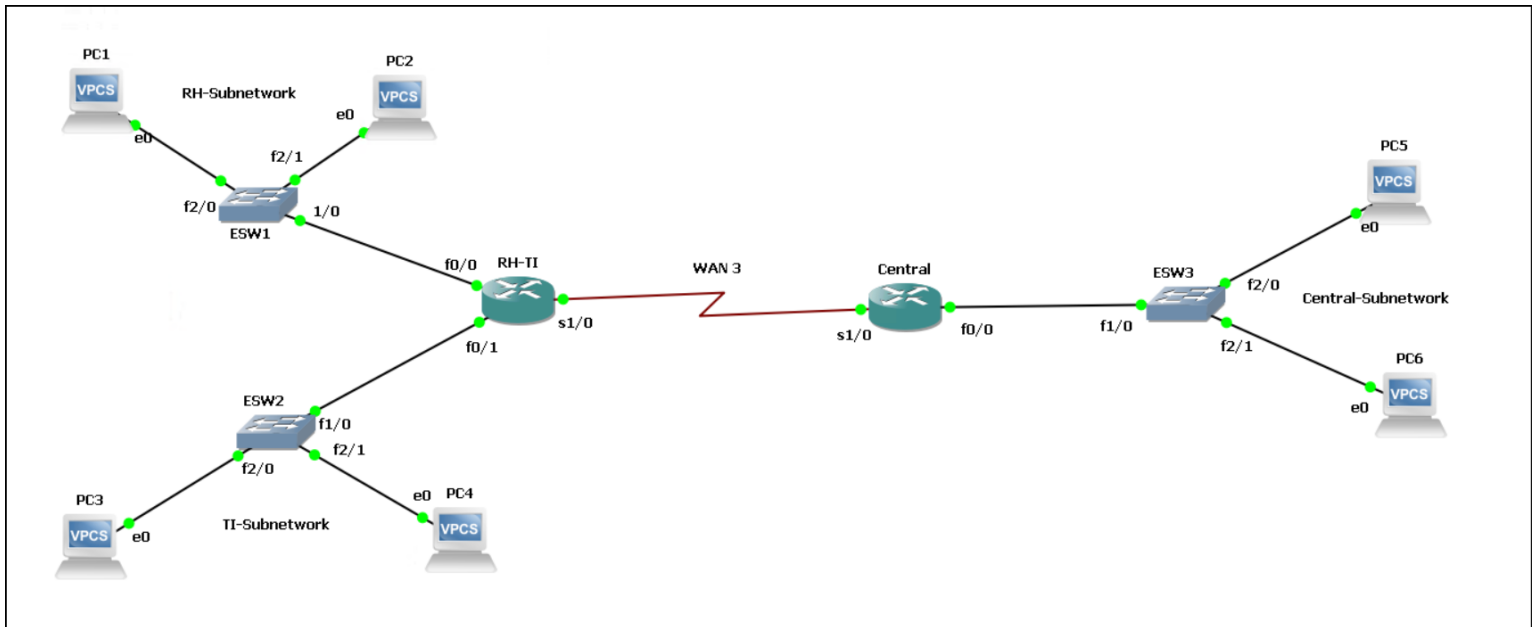 PC1
VPCS
e0
RH-Subnetwork
PC2
VPCS
e0
f2/1
f2/0
1/0
ESW1
f0/0
RH-TI
s1/0
f0/1
WAN 3
Central
s1/0
f0/0
ESW3
f1/0
f2/0
f2/1
Central-Subnetwork
PC5
VPCS
e0
PC6
VPCS
e0
ESW2
f1/0
f2/1
f2/0
PC3
VPCS
e0
TI-Subnetwork
e0
PC4
VPCS